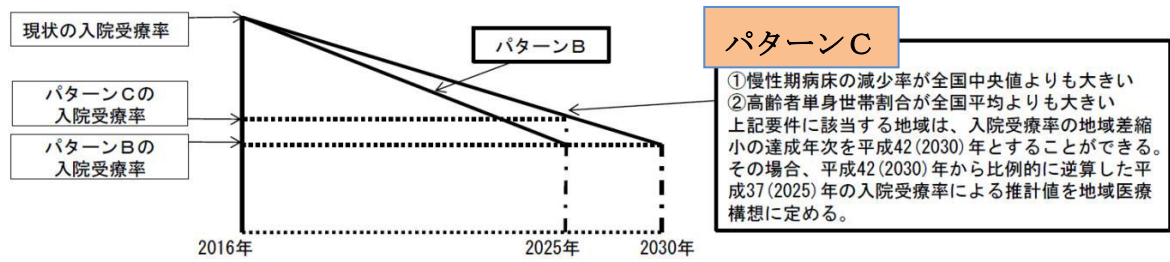 現状の入院受療率
パターンCの
入院受療率
パターンBの
入院受療率
パターンB
パターンC
①慢性期病床の減少率が全国中央値よりも大きい
②高齢者単身世帯割合が全国平均よりも大きい
上記要件に該当する地域は、入院受療率の地域差縮
小の達成年次を平成42(2030)年とすることができる。
その場合、平成42(2030)年から比例的に逆算した平
成37(2025)年の入院受療率による推計値を地域医療
構想に定める。
2016年
2025年
2030年